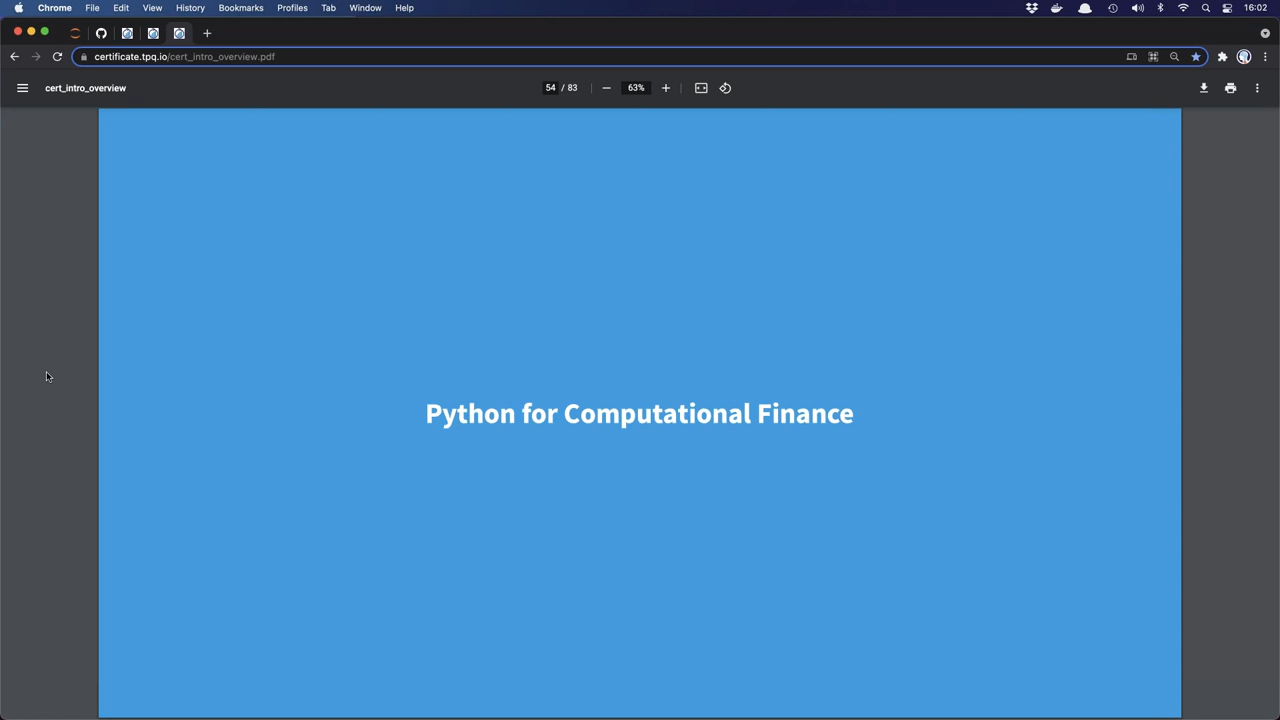 Chrome File Edit View History Bookmarks Profiles Tab Window Help 16:02
certificate.tpq.io/cert_intro_overview.pdf
cert_intro_overview 54 / 83 63%
Python for Computational Finance